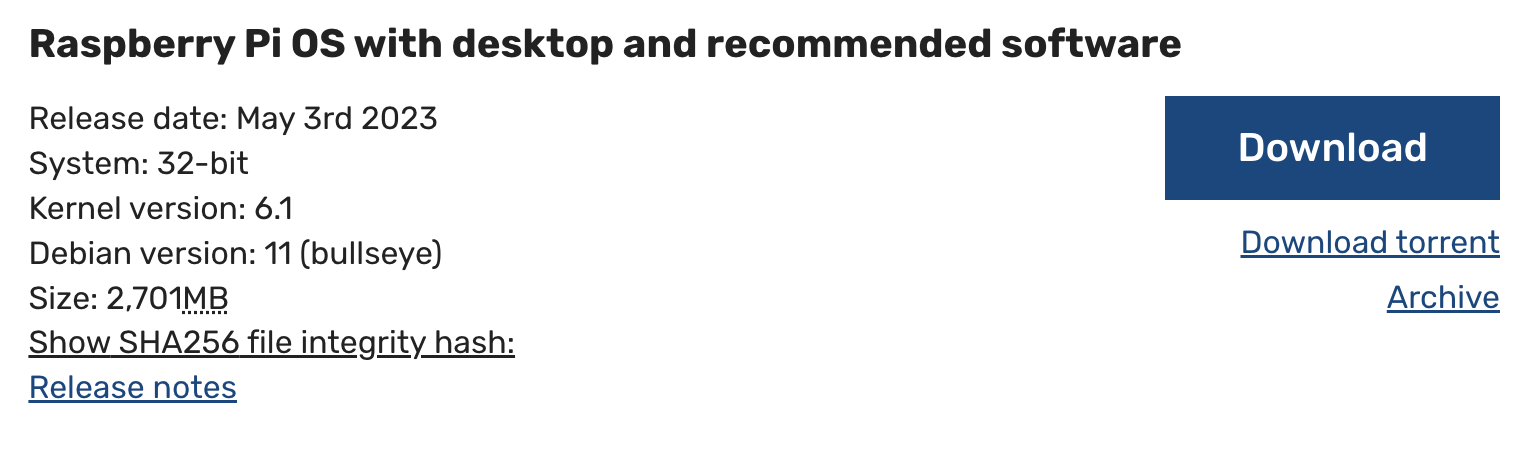 Raspberry Pi OS with desktop and recommended software
Release date: May 3rd 2023
System: 32-bit
Kernel version: 6.1
Debian version: 11 (bullseye)
Size: 2,701MB
Show SHA256 file integrity hash:
Release notes
Download
Download torrent
Archive